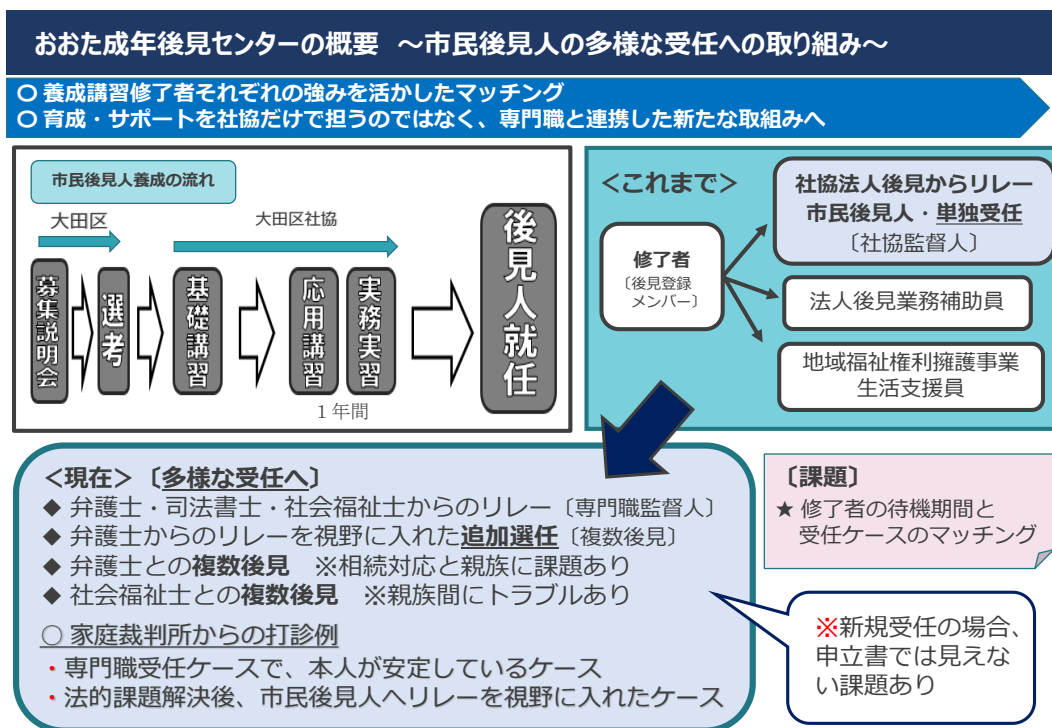 おおた成年後見センターの概要 ～市民後見人の多様な受任への取り組み～
〇 養成講習修了者それぞれの強みを活かしたマッチング
〇 育成・サポートを社協だけで担うのではなく、専門職と連携した新たな取組みへ
市民後見人養成の流れ
大田区
大田区社協
募集説明会
選考
基礎講習
応用講習
実務実習
1年間
後見人就任
＜これまで＞
修了者
〔後見登録
メンバー〕
社協法人後見からリレー
市民後見人・単独受任
〔社協監督人〕
法人後見業務補助員
地域福祉権利擁護事業
生活支援員
＜現在＞〔多様な受任へ〕
◆ 弁護士・司法書士・社会福祉士からのリレー〔専門職監督人〕
◆ 弁護士からのリレーを視野に入れた追加選任〔複数後見〕
◆ 弁護士との複数後見 ※相続対応と親族に課題あり
◆ 社会福祉士との複数後見 ※親族間にトラブルあり
○ 家庭裁判所からの打診例
・専門職受任ケースで、本人が安定しているケース
・法的課題解決後、市民後見人へリレーを視野に入れたケース
〔課題〕
★ 修了者の待機期間と
受任ケースのマッチング
※新規受任の場合、
申立書では見えな
い課題あり